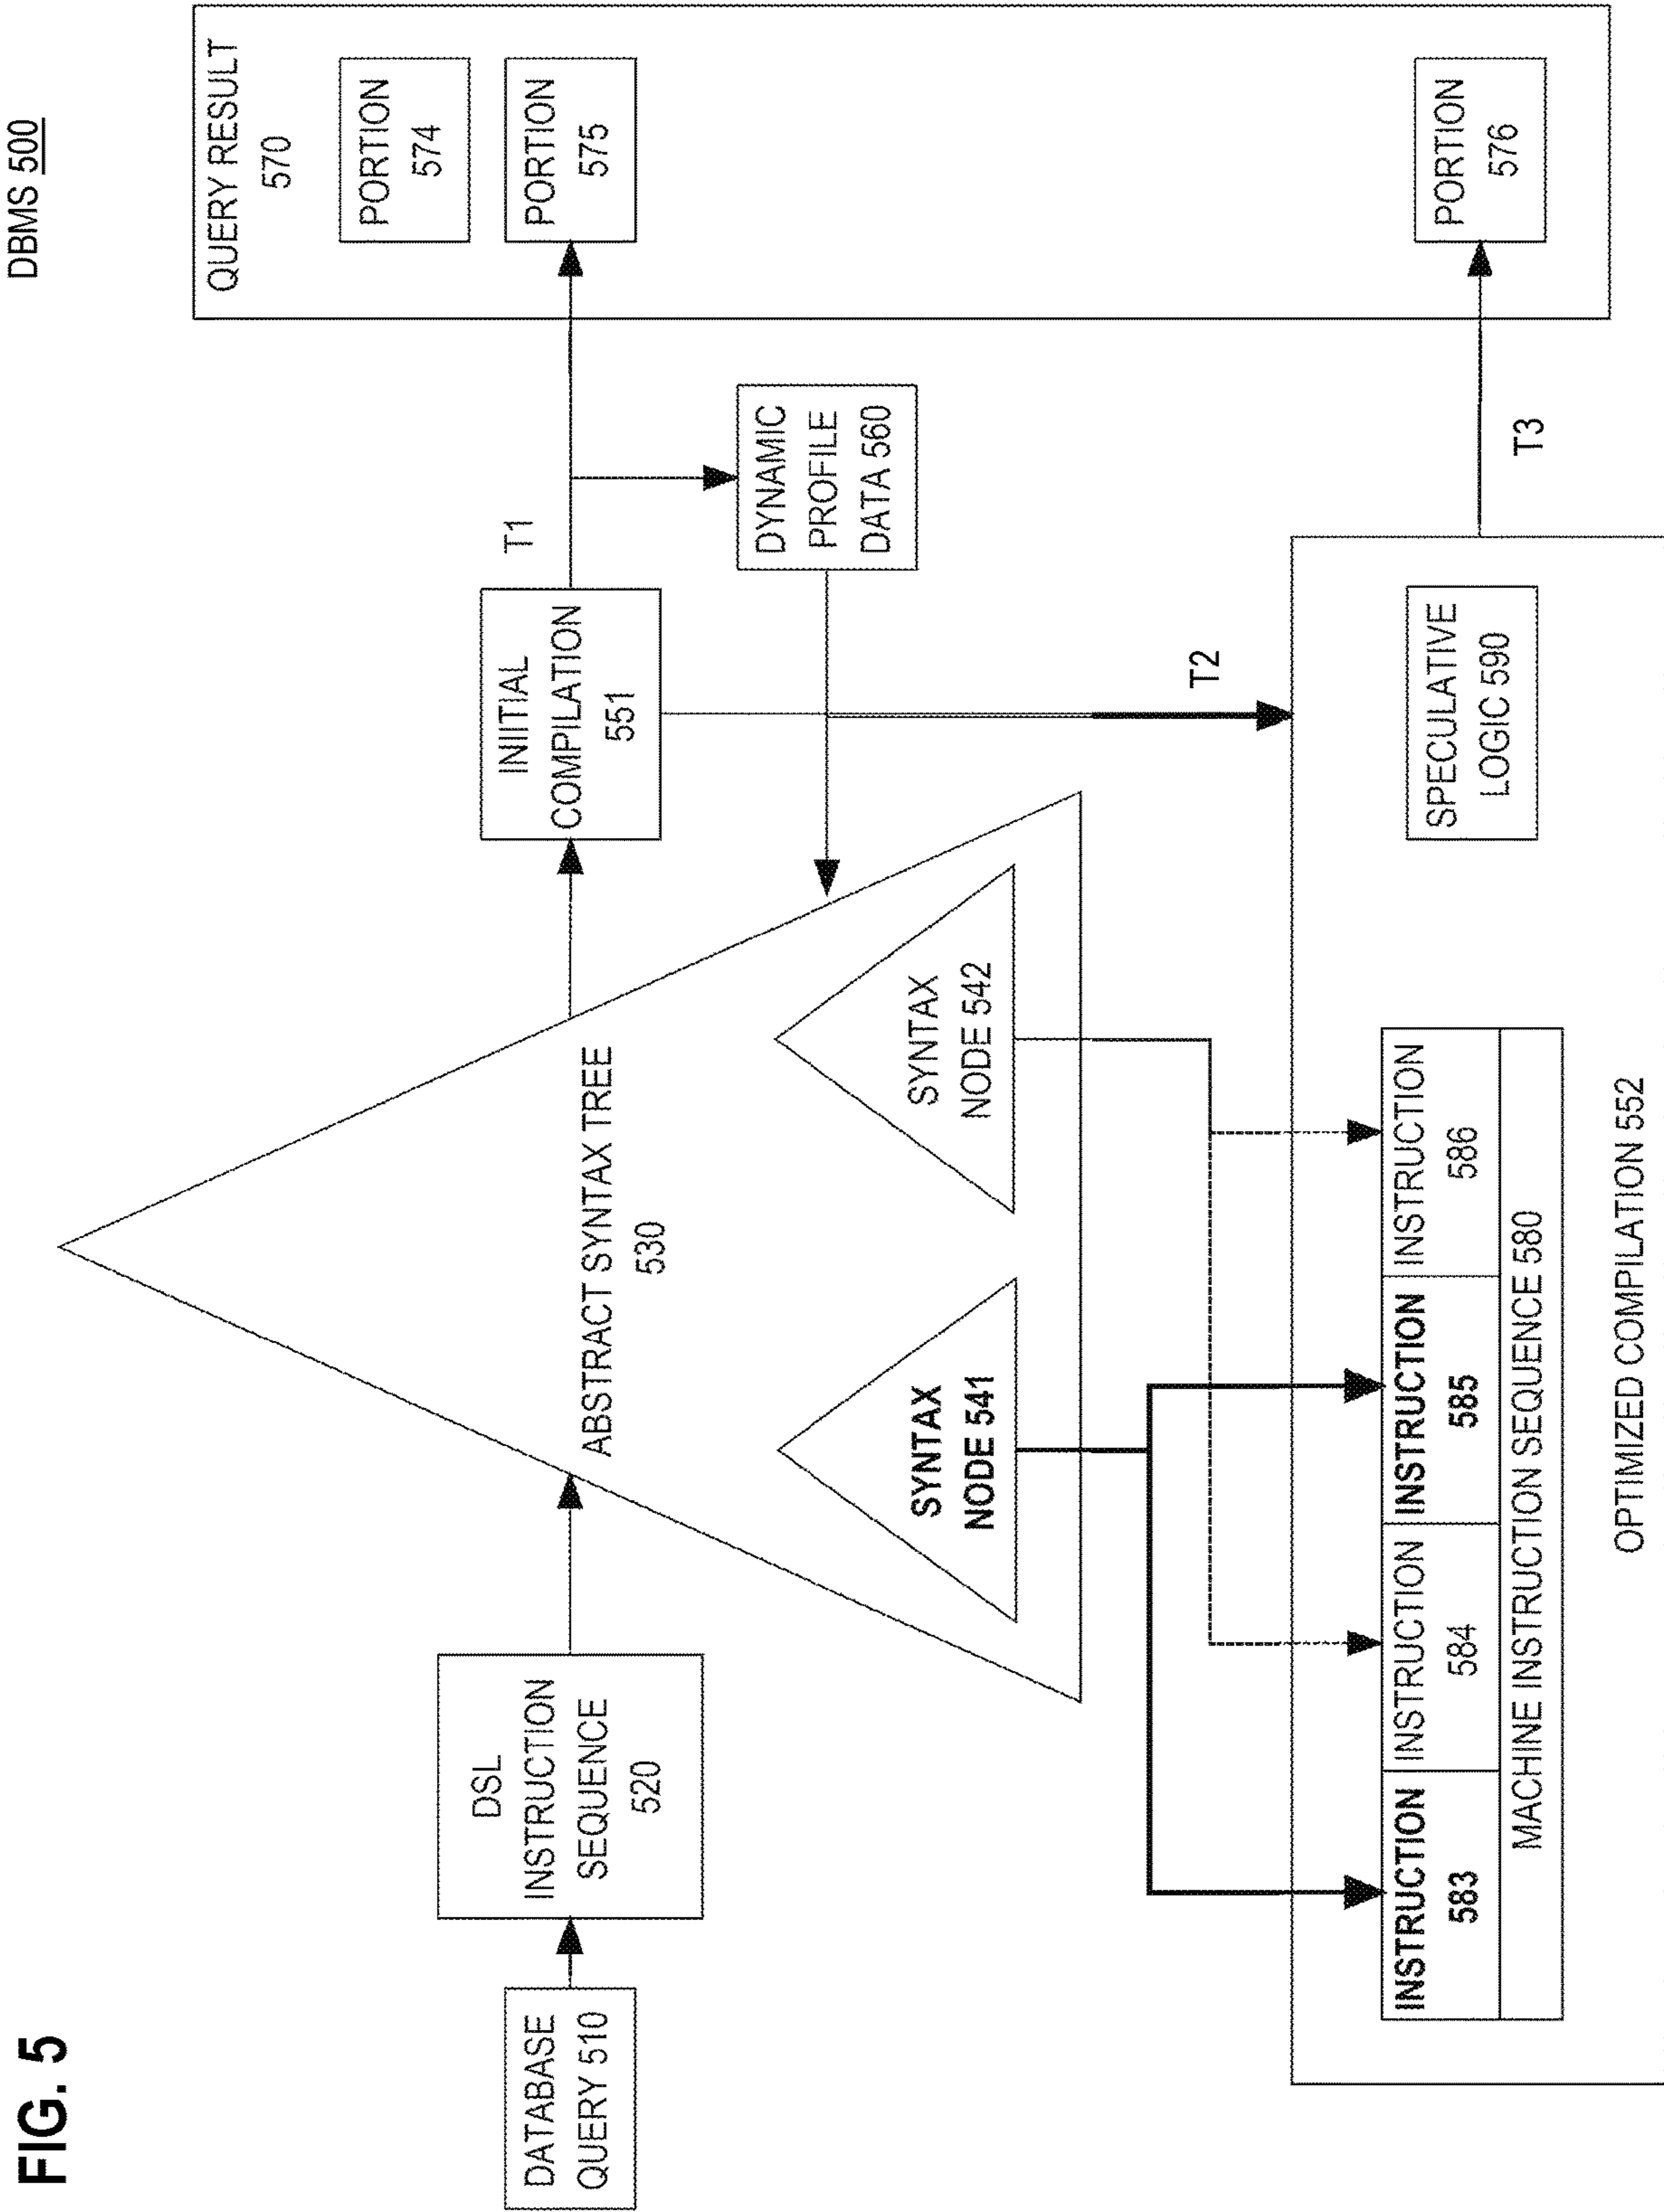 FIG. 5
DBMS 500
DATABASE
QUERY 510
DSL
INSTRUCTION
SEQUENCE
520
ABSTRACT SYNTAX TREE
530
SYNTAX
NODE 541
SYNTAX
NODE 542
INIITIAL
COMPILATION
551
T1
DYNAMIC
PROFILE
DATA 560
T2
QUERY RESULT
570
PORTION
574
PORTION
575
PORTION
576
T3
INSTRUCTION
583
INSTRUCTION
584
INSTRUCTION
585
INSTRUCTION
586
MACHINE INSTRUCTION SEQUENCE 580
SPECULATIVE
LOGIC 590
OPTIMIZED COMPILATION 552